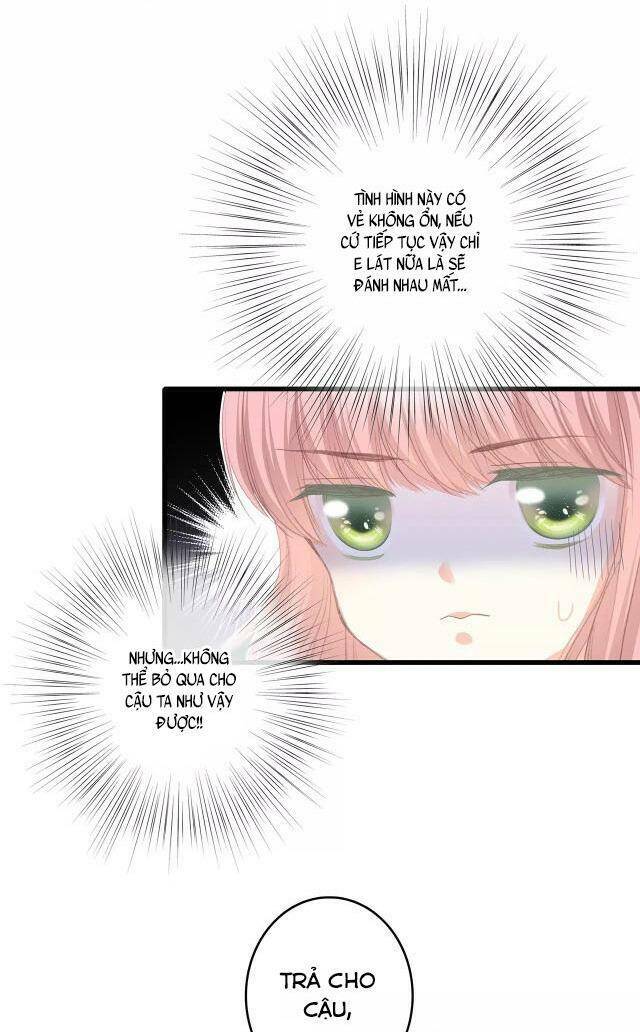 TÌNH HÌNH NÀY CÓ
VẺ KHÔNG ỔN, NẾU
CỨ TIẾP TỤC VẬY CHỈ
E LÁT NỮA LÀ SẼ
ĐÁNH NHAU MẤT...
NHƯNG...KHÔNG
THỂ BỎ QUA CHO
CẬU TA NHƯ VẬY
ĐƯỢC!!
TRẢ CHO
CẬU,